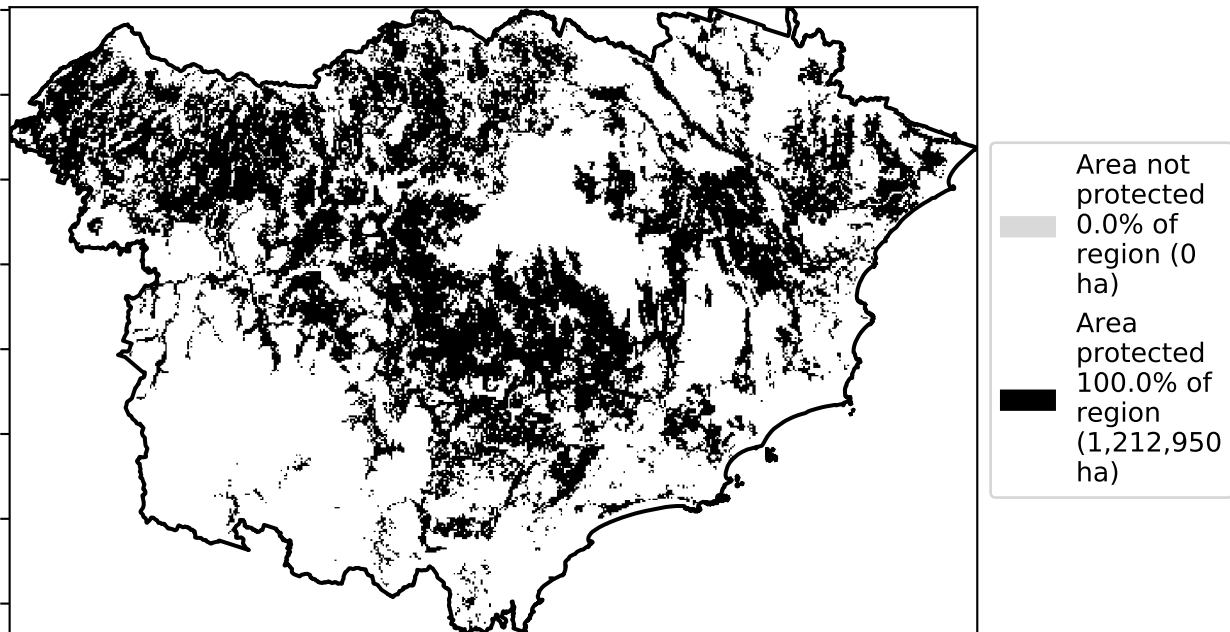 Area not
protected
0.0% of
region (0
ha)
Area
protected
100.0% of
region
(1,212,950
ha)